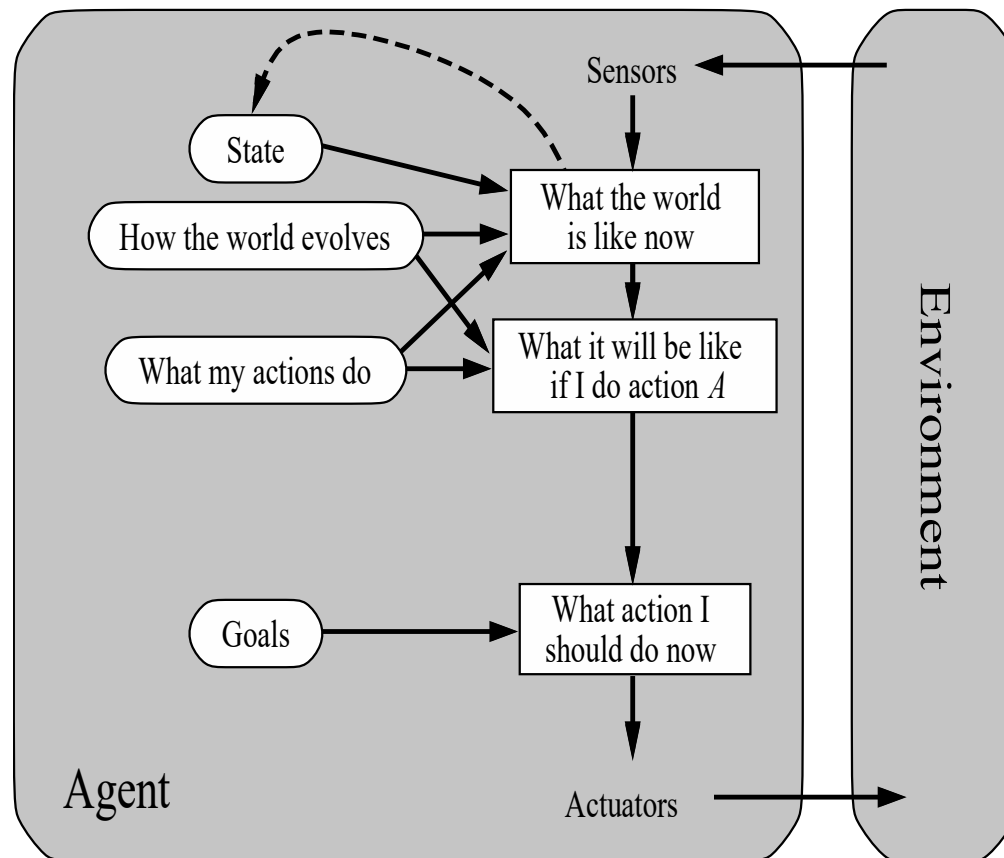 Sensors
State
What the world
is like now
How the world evolves
What it will be like
if I do action A
What my actions do
Environment
What action I
should do now
Goals
Agent
Actuators